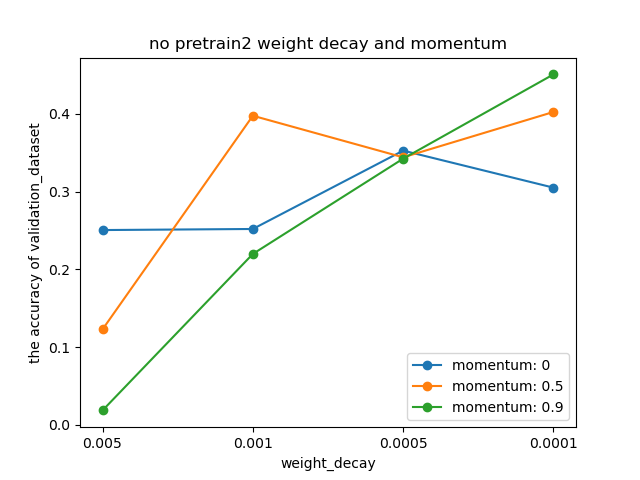 no pretrain2 weight decay and momentum
the accuracy of validation_dataset
0.4
0.3
0.2
0.1
0.0
momentum: 0
momentum: 0.5
momentum: 0.9
0.005 0.001 0.0005 0.0001
weight_decay